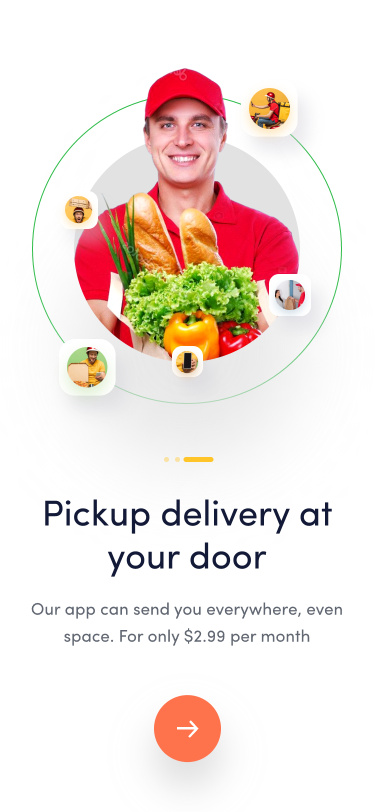 Pickup delivery at
your door
Our app can send you everywhere, even
space. For only $2.99 per month